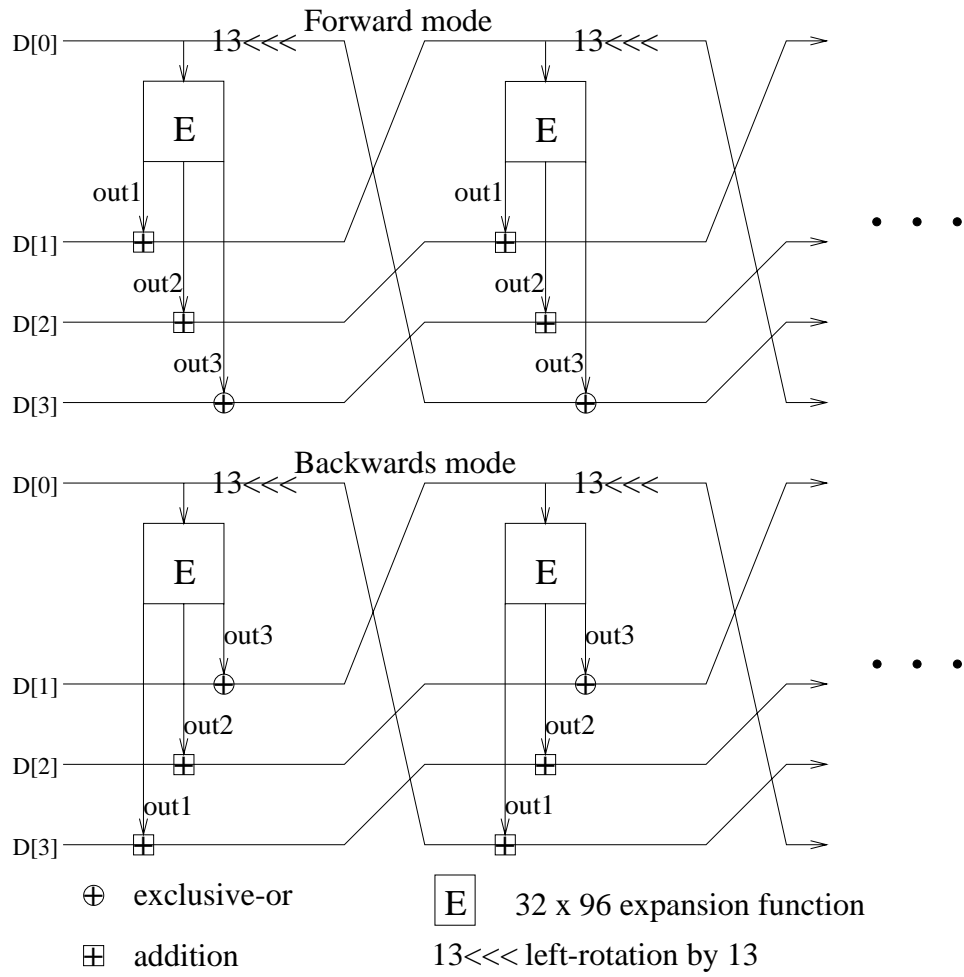 Forward mode
D[0] 13<<< 13<<<
E E
out1 out1
D[1]
out2 out2
D[2]
out3 out3
D[3]
Backwards mode
D[0] 13<<< 13<<<
E E
out3 out3
D[1]
out2 out2
D[2]
out1 out1
D[3]
exclusive-or E 32 x 96 expansion function
addition 13<<< left-rotation by 13